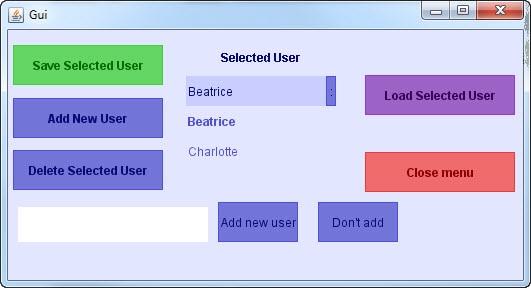 Gui
Save Selected User
Selected User
Beatrice :
Load Selected User
Add New User
Beatrice
Charlotte
Delete Selected User
Close menu
Add new user
Don't add